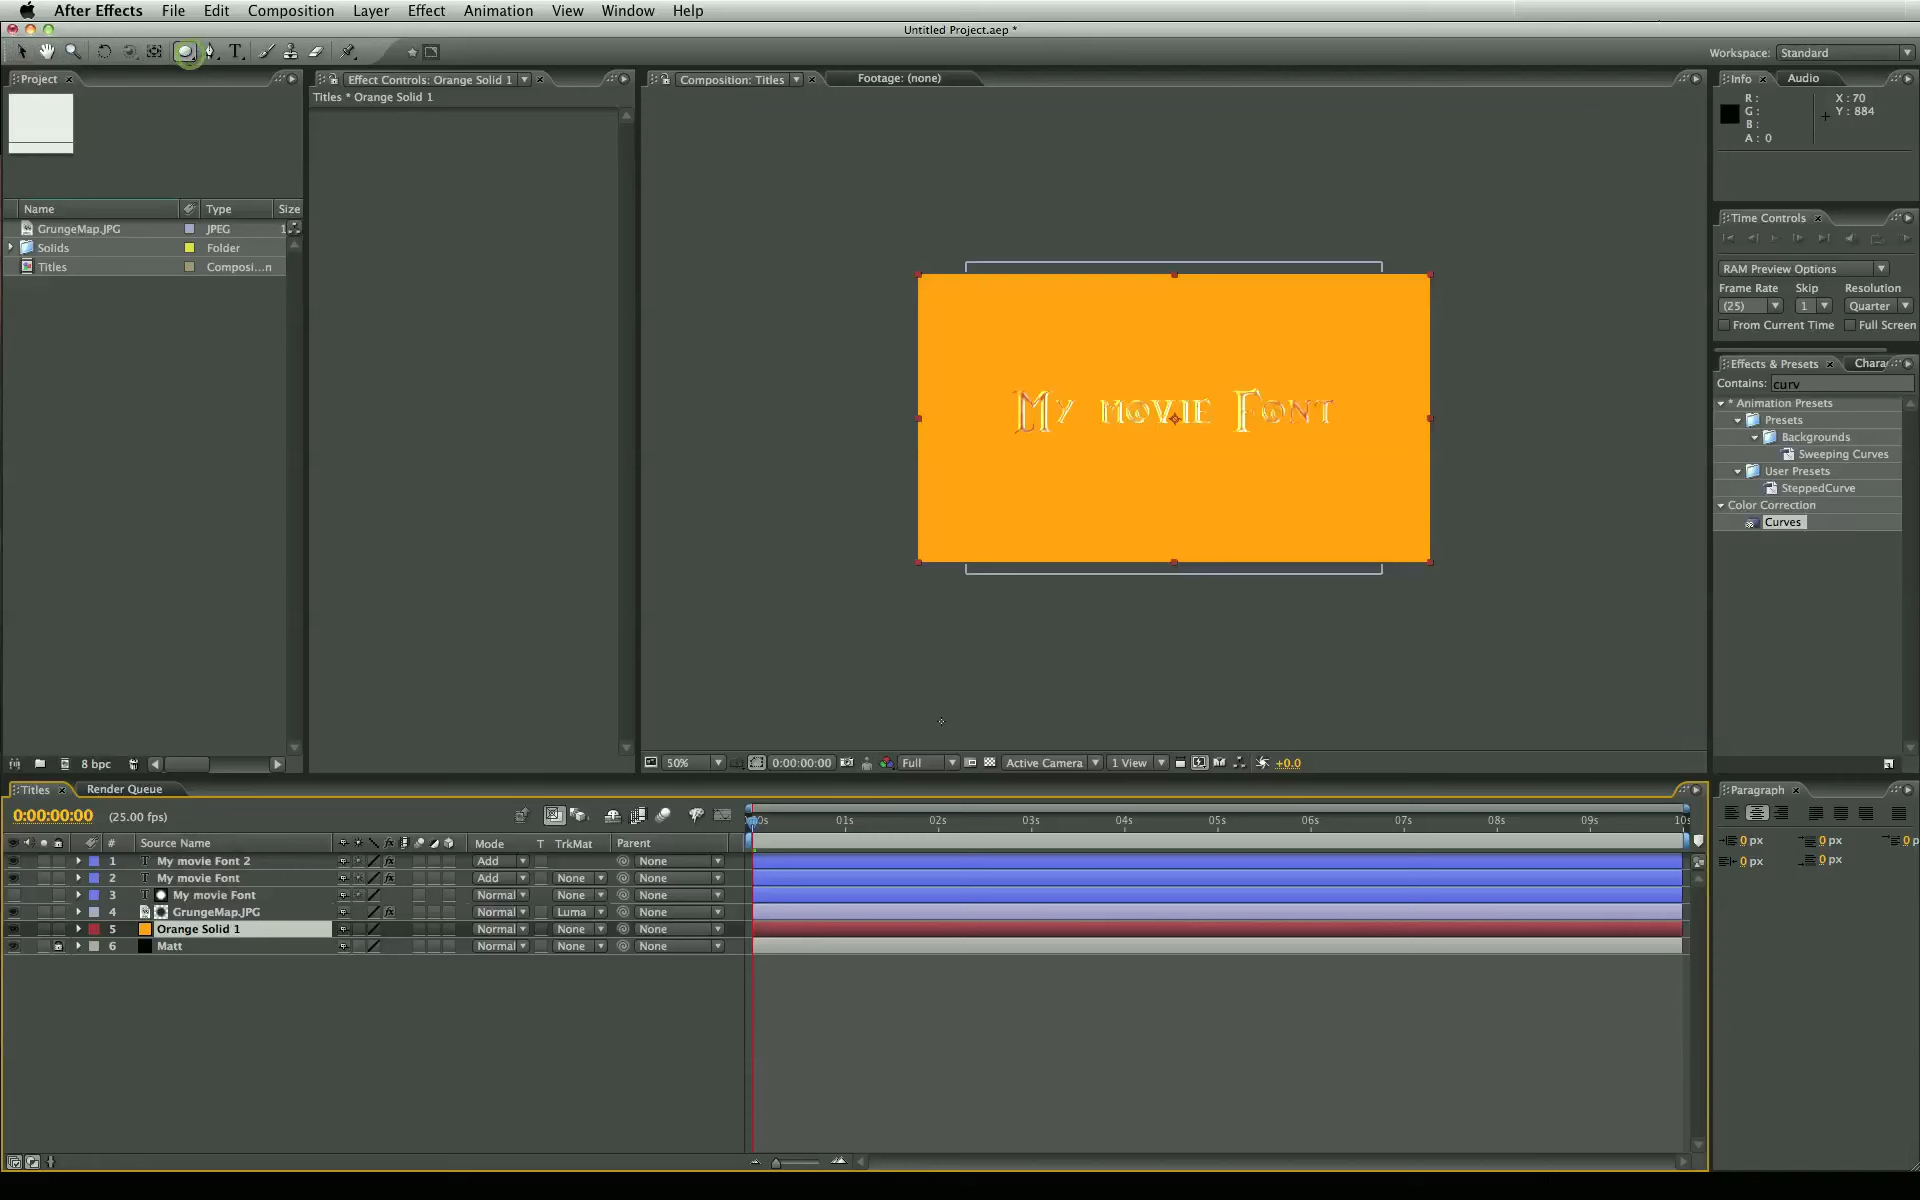 After Effects File Edit Composition Layer Effect Animation View Window Help
Untitled Project.aep *
Workspace: Standard
Project
Effect Controls: Orange Solid 1
Titles * Orange Solid 1
Composition: Titles
Footage: (none)
Info Audio
R :
G :
B :
A : 0
X : 70
Y : 884
Name Type Size
GrungeMap.JPG JPEG 1
Solids Folder
Titles Composi...n
My movie Font
Time Controls
RAM Preview Options
Frame Rate Skip Resolution
(25) 1 Quarter
From Current Time Full Screen
Effects & Presets Chara
Contains: curv
* Animation Presets
Presets
Backgrounds
Sweeping Curves
User Presets
SteppedCurve
Color Correction
Curves
8 bpc
50% 0:00:00:00 Full Active Camera 1 View +0.0
Titles Render Queue
0:00:00:00 (25.00 fps)
# Source Name Mode T TrkMat Parent
0s 01s 02s 03s 04s 05s 06s 07s 08s 09s 10s
1 T My movie Font 2 Add None
2 T My movie Font Add None None
3 T My movie Font Normal None None
4 GrungeMap.JPG Normal Luma None
5 Orange Solid 1 Normal None None
6 Matt Normal None None
Paragraph
0 px 0 px 0 p
0 px 0 px